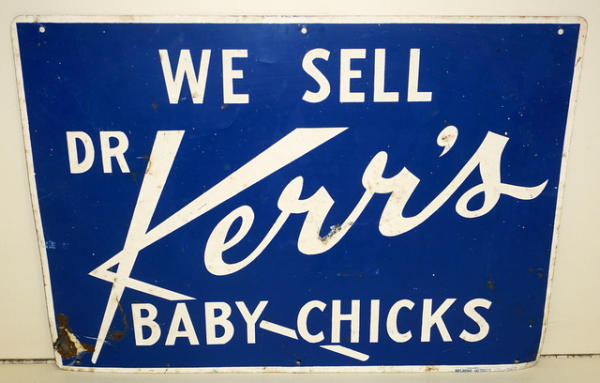 WE SELL
DR Kerr's
BABY CHICKS